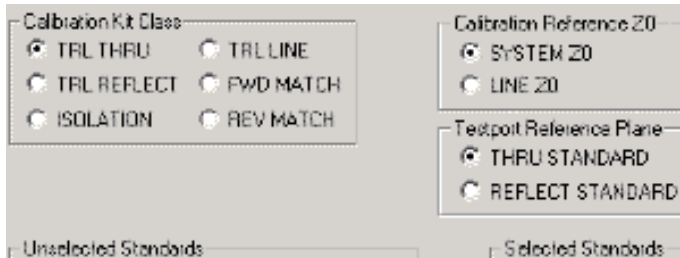 Calibration Kit Class
TRL THRU
TRL LINE
TRL REFLECT
FWD MATCH
ISOLATION
REV MATCH
Calibration Reference Z0
SYSTEM Z0
LINE Z0
Testport Reference Plane
THRU STANDARD
REFLECT STANDARD
Unselected Standards
Selected Standards